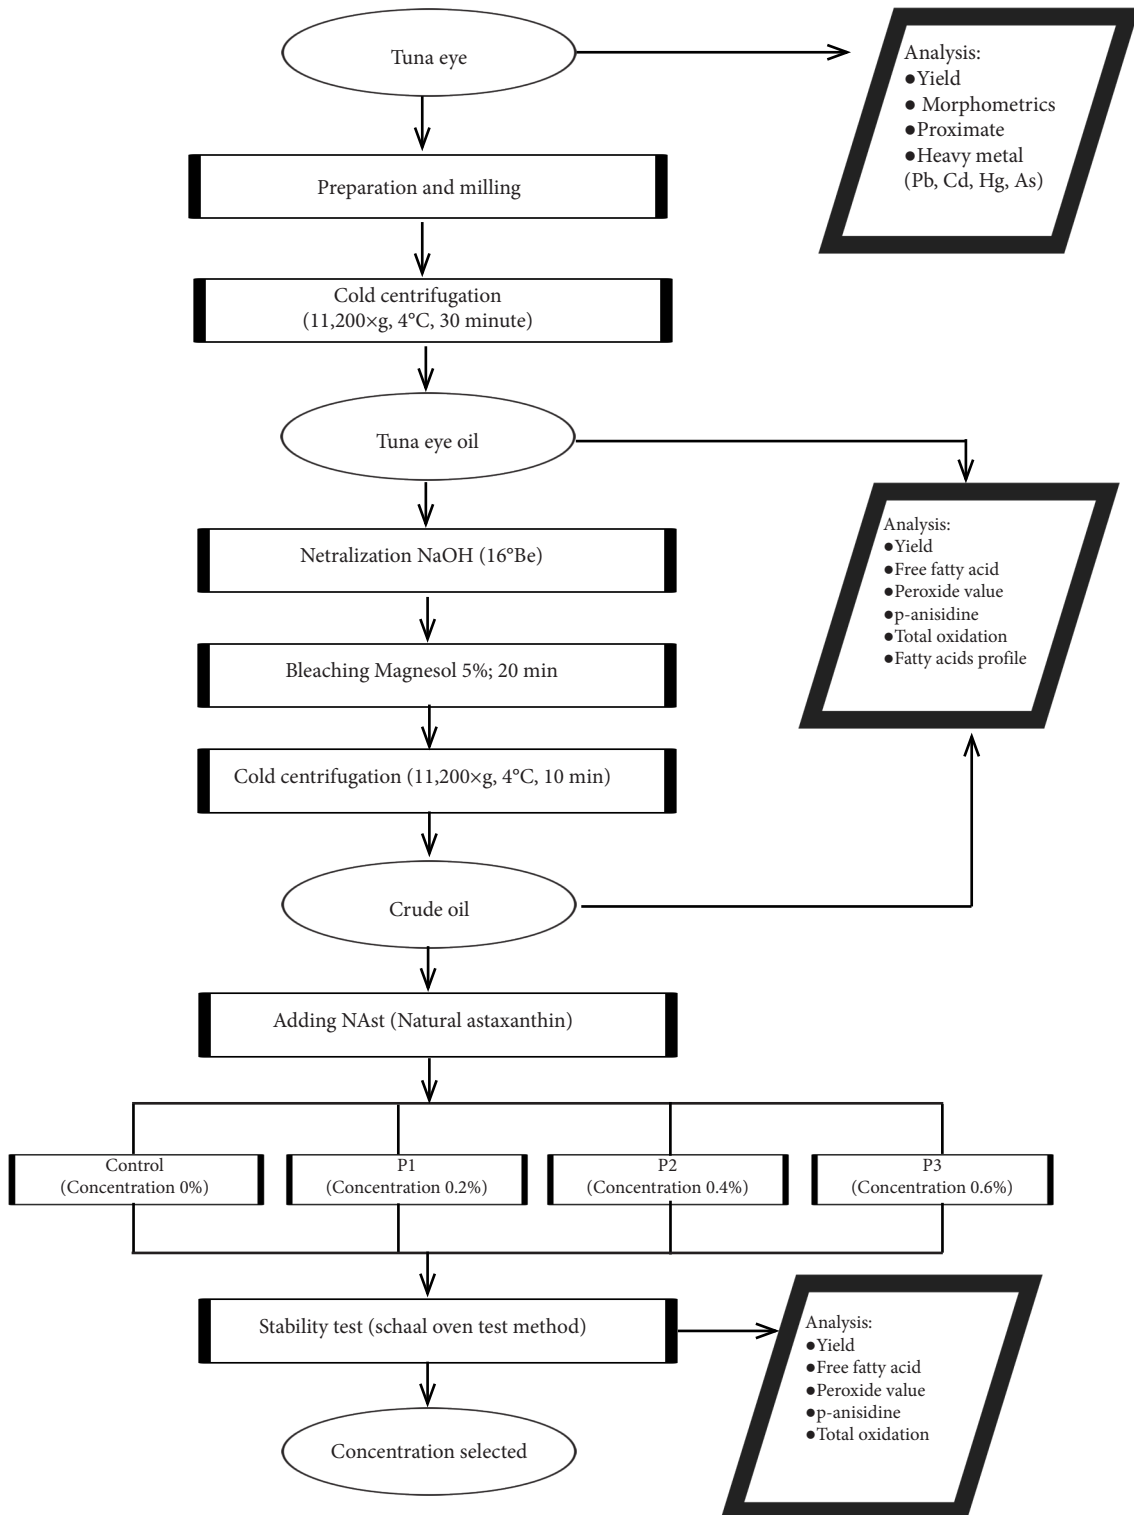 Tuna eye
Analysis:
●Yield
● Morphometrics
●Proximate
●Heavy metal
(Pb, Cd, Hg, As)
Preparation and milling
Cold centrifugation
(11,200×g, 4°C, 30 minute)
Tuna eye oil
Analysis:
●Yield
●Free fatty acid
●Peroxide value
●p-anisidine
●Total oxidation
●Fatty acids profile
Netralization NaOH (16°Be)
Bleaching Magnesol 5%; 20 min
Cold centrifugation (11,200×g, 4°C, 10 min)
Crude oil
Adding NAst (Natural astaxanthin)
Control
(Concentration 0%)
P1
(Concentration 0.2%)
P2
(Concentration 0.4%)
P3
(Concentration 0.6%)
Stability test (schaal oven test method)
Analysis:
●Yield
●Free fatty acid
●Peroxide value
●p-anisidine
●Total oxidation
Concentration selected